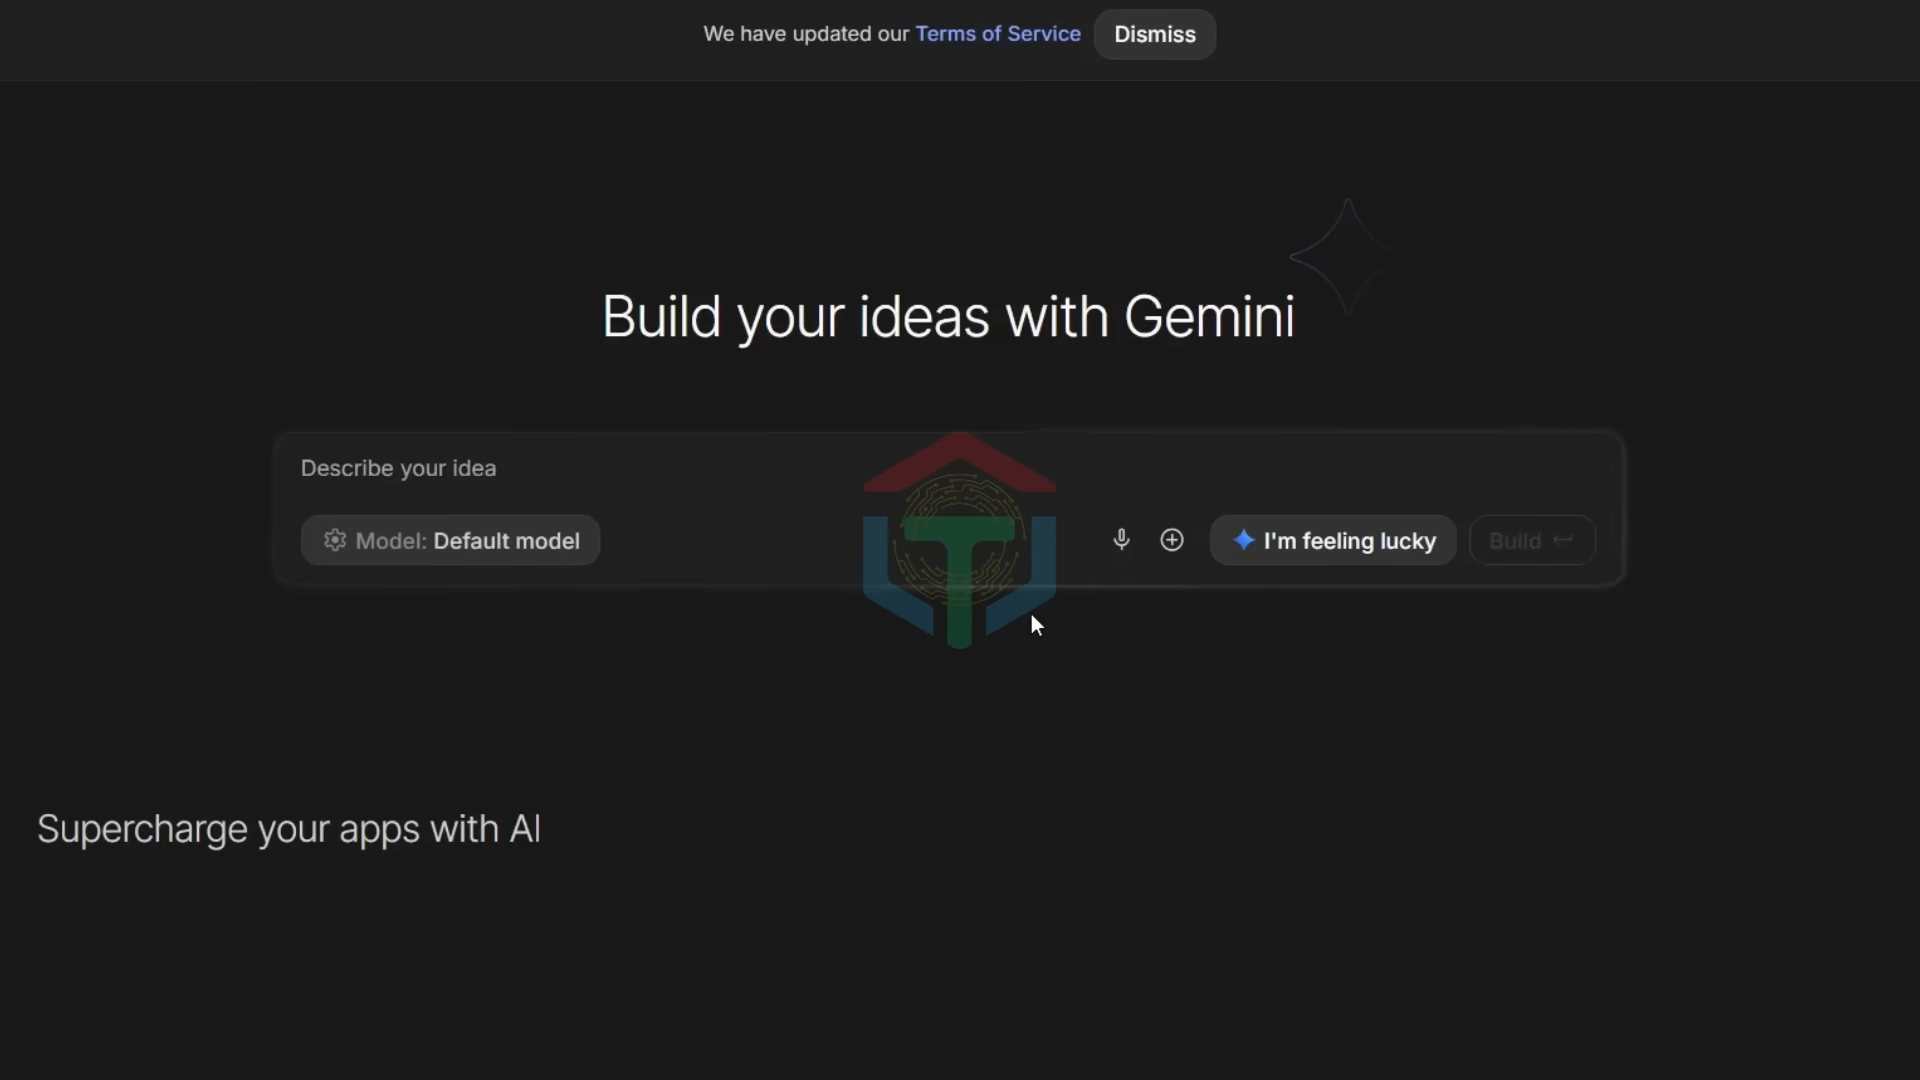 We have updated our Terms of Service Dismiss
Build your ideas with Gemini
Describe your idea
Model: Default model I'm feeling lucky Build
Supercharge your apps with AI